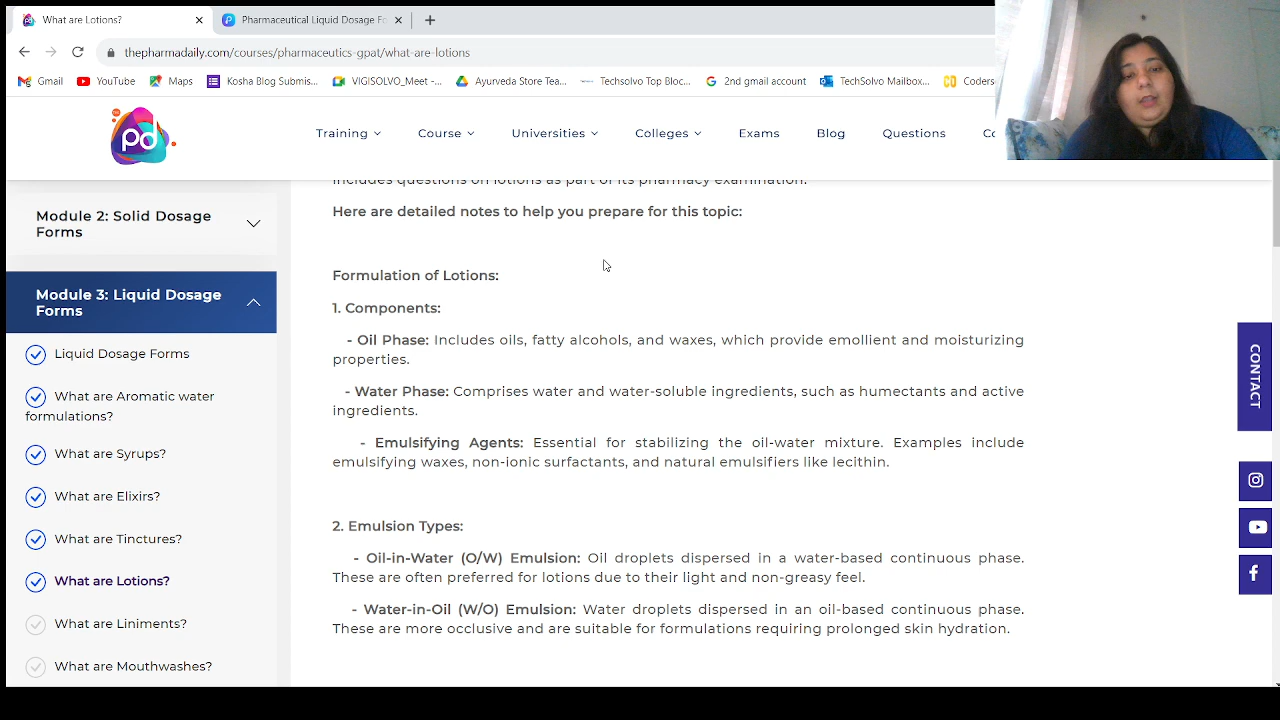 What are Lotions?
Pharmaceutical Liquid Dosage Fo
thepharmadaily.com/courses/pharmaceutics-gpat/what-are-lotions
Gmail YouTube Maps Kosha Blog Submis... VIGISOLVO_Meet -... Ayurveda Store Tea... Techsolvo Top Bloc... 2nd gmail account TechSolvo Mailbox... Coders
pd
Training Course Universities Colleges Exams Blog Questions Co
Module 2: Solid Dosage
Forms
Module 3: Liquid Dosage
Forms
Liquid Dosage Forms
What are Aromatic water
formulations?
What are Syrups?
What are Elixirs?
What are Tinctures?
What are Lotions?
What are Liniments?
What are Mouthwashes?
includes questions on lotions as part of its pharmacy examination.
Here are detailed notes to help you prepare for this topic:
Formulation of Lotions:
1. Components:
- Oil Phase: Includes oils, fatty alcohols, and waxes, which provide emollient and moisturizing
properties.
- Water Phase: Comprises water and water-soluble ingredients, such as humectants and active
ingredients.
- Emulsifying Agents: Essential for stabilizing the oil-water mixture. Examples include
emulsifying waxes, non-ionic surfactants, and natural emulsifiers like lecithin.
2. Emulsion Types:
- Oil-in-Water (O/W) Emulsion: Oil droplets dispersed in a water-based continuous phase.
These are often preferred for lotions due to their light and non-greasy feel.
- Water-in-Oil (W/O) Emulsion: Water droplets dispersed in an oil-based continuous phase.
These are more occlusive and are suitable for formulations requiring prolonged skin hydration.
CONTACT